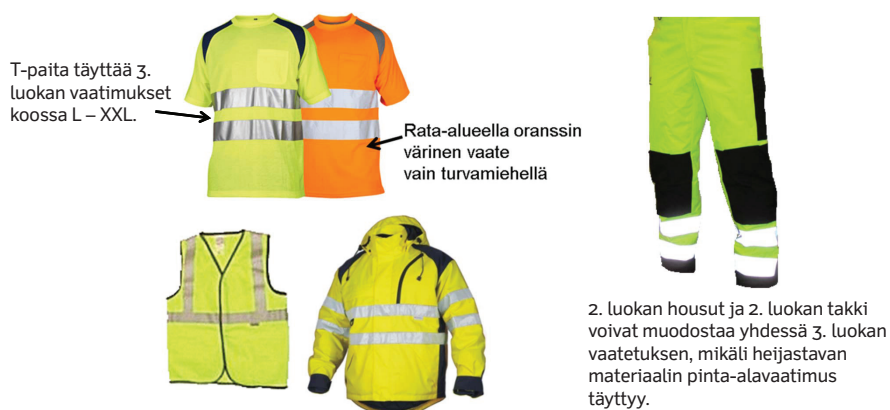 T-paita täyttää 3.
luokan vaatimukset
koossa L – XXL.
Rata-alueella oranssin
värinen vaate
vain turvamiehellä
2. luokan housut ja 2. luokan takki
voivat muodostaa yhdessä 3. luokan
vaatetuksen, mikäli heijastavan
materiaalin pinta-alavaatimus
täyttyy.